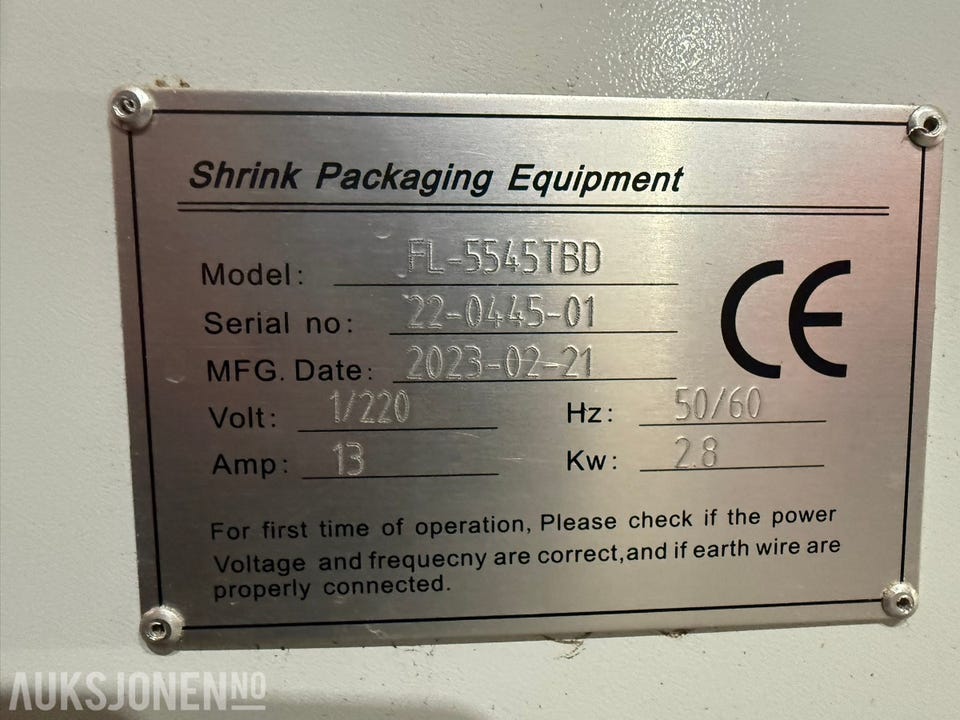 Shrink Packaging Equipment
Model: FL-5545TBD
Serial no: 22-0445-01
MFG. Date: 2023-02-21
CE
Volt: 1/220 Hz: 50/60
Amp: 13 Kw: 2.8
For first time of operation, Please check if the power
Voltage and frequecny are correct,and if earth wire are
properly connected.
AUKSJONEN.NO